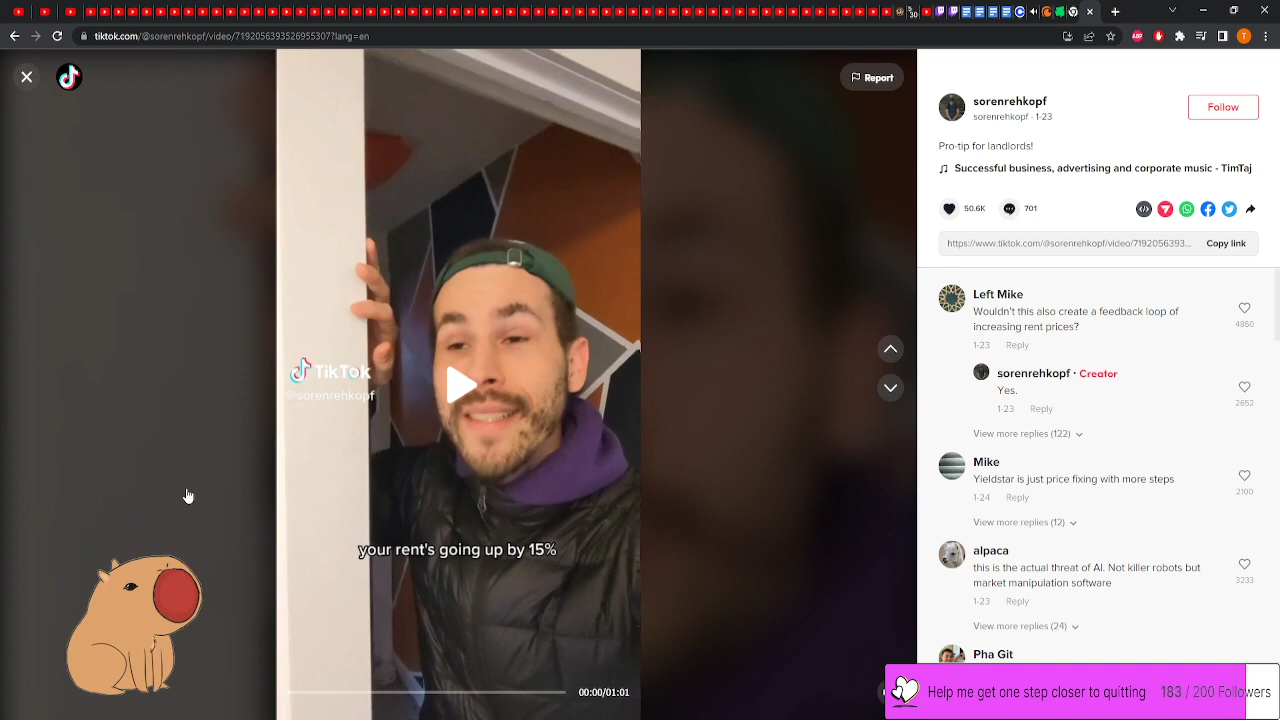 30
tiktok.com/@sorenrehkopf/video/7192056393526955307?lang=en
ABP
T
Report
TikTok
@sorenrehkopf
your rent's going up by 15%
00:00/01:01
sorenrehkopf
sorenrehkopf · 1-23
Follow
Pro-tip for landlords!
Successful business, advertising and corporate music - TimTaj
50.6K
701
https://www.tiktok.com/@sorenrehkopf/video/7192056393...
Copy link
Left Mike
Wouldn't this also create a feedback loop of
increasing rent prices?
4860
1-23 Reply
sorenrehkopf · Creator
Yes.
2652
1-23 Reply
View more replies (122)
Mike
Yieldstar is just price fixing with more steps
2100
1-24 Reply
View more replies (12)
alpaca
this is the actual threat of AI. Not killer robots but
market manipulation software
3233
1-23 Reply
View more replies (24)
Pha Git
Help me get one step closer to quitting 183 / 200 Followers